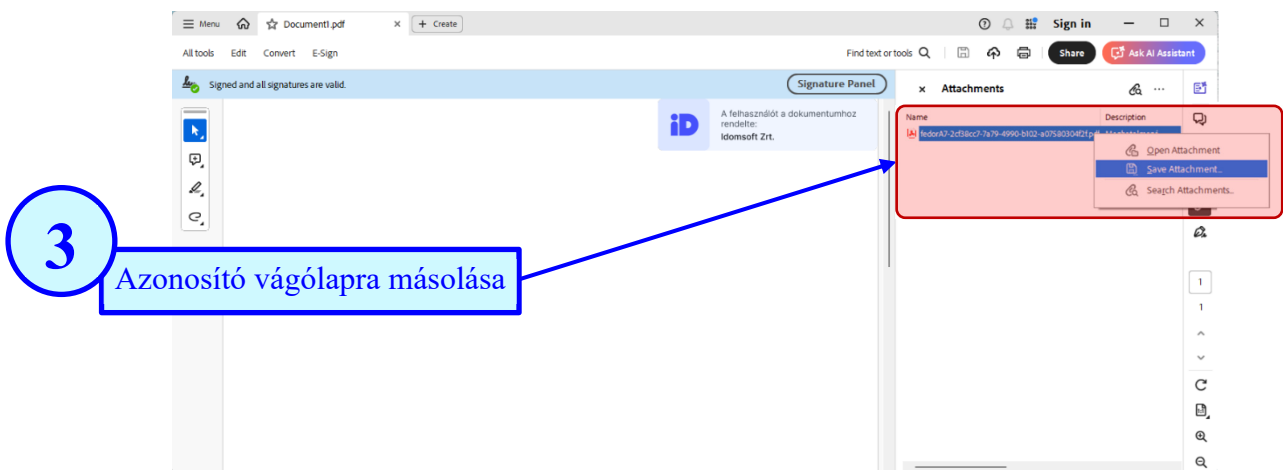 Menu
Document1.pdf
+ Create
Sign in
All tools Edit Convert E-Sign
Find text or tools
Share
Ask AI Assistant
Signed and all signatures are valid.
Signature Panel
Attachments
iD
A felhasználót a dokumentumhoz
rendelte:
Idomsoft Zrt.
Name Description
Open Attachment
Save Attachment...
Search Attachments...
3
Azonosító vágólapra másolása
1
1